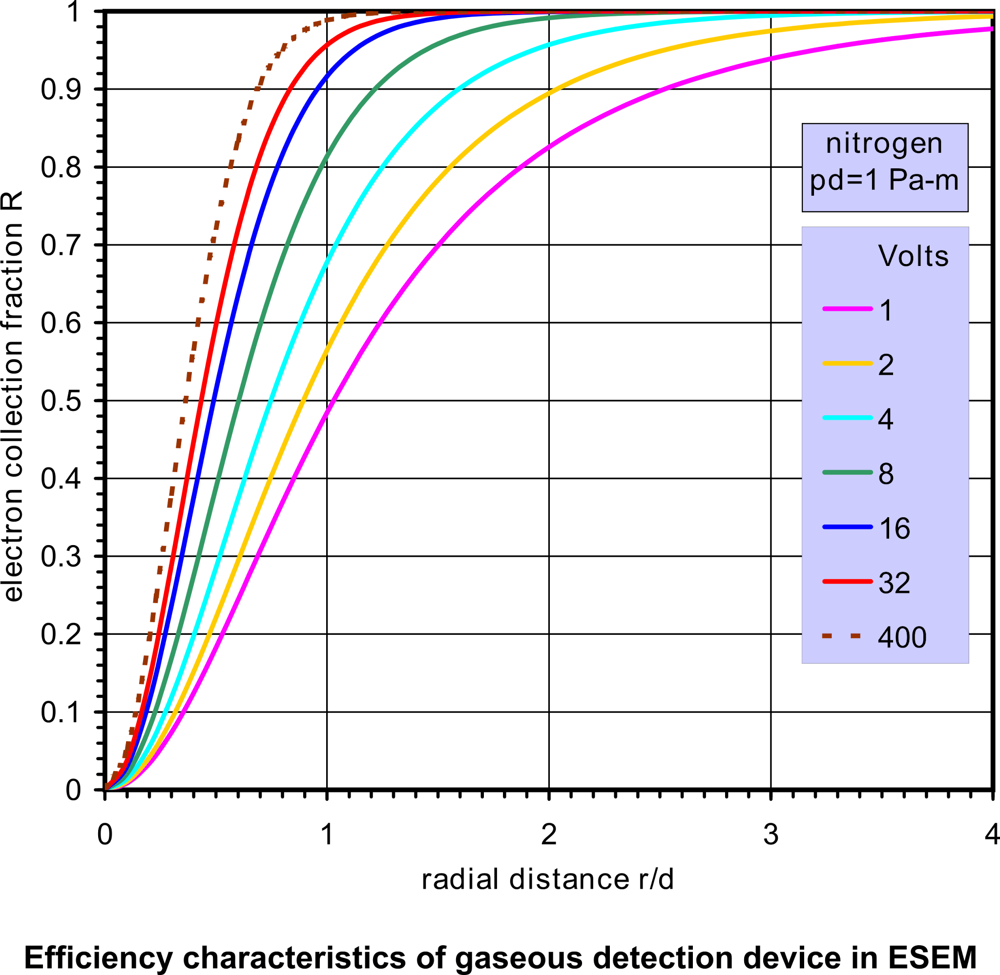 1
0.9
0.8
0.7
0.6
0.5
0.4
0.3
0.2
0.1
0
electron collection fraction R
nitrogen
pd=1 Pa-m
Volts
1
2
4
8
16
32
400
0 1 2 3 4
radial distance r/d
Efficiency characteristics of gaseous detection device in ESEM